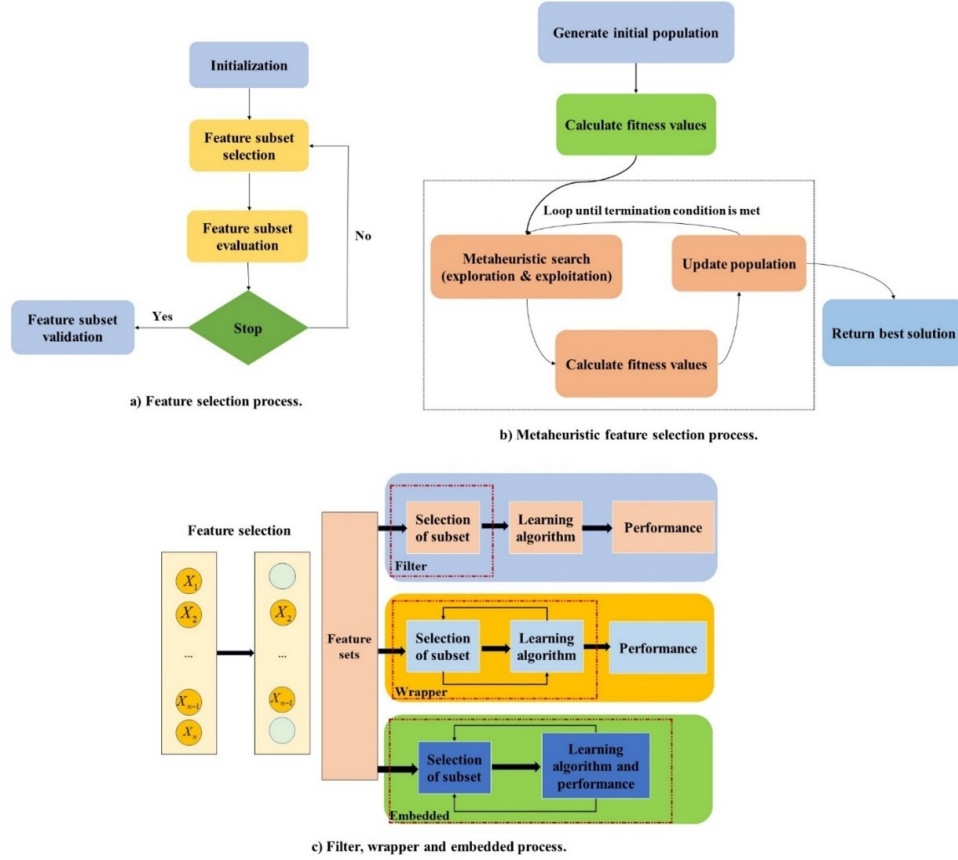 Initialization
Feature subset
selection
Feature subset
evaluation
No
Yes
Stop
Feature subset
validation
a) Feature selection process.
Generate initial population
Calculate fitness values
Loop until termination condition is met
Metaheuristic search
(exploration & exploitation)
Update population
Calculate fitness values
Return best solution
b) Metaheuristic feature selection process.
Feature selection
X₁
X₂
...
Xₙ₋₁
Xₙ
X₂
...
Xₙ₋₁
Feature
sets
Selection
of subset
Learning
algorithm
Performance
Filter
Selection
of subset
Learning
algorithm
Performance
Wrapper
Selection
of subset
Learning
algorithm and
performance
Embedded
c) Filter, wrapper and embedded process.